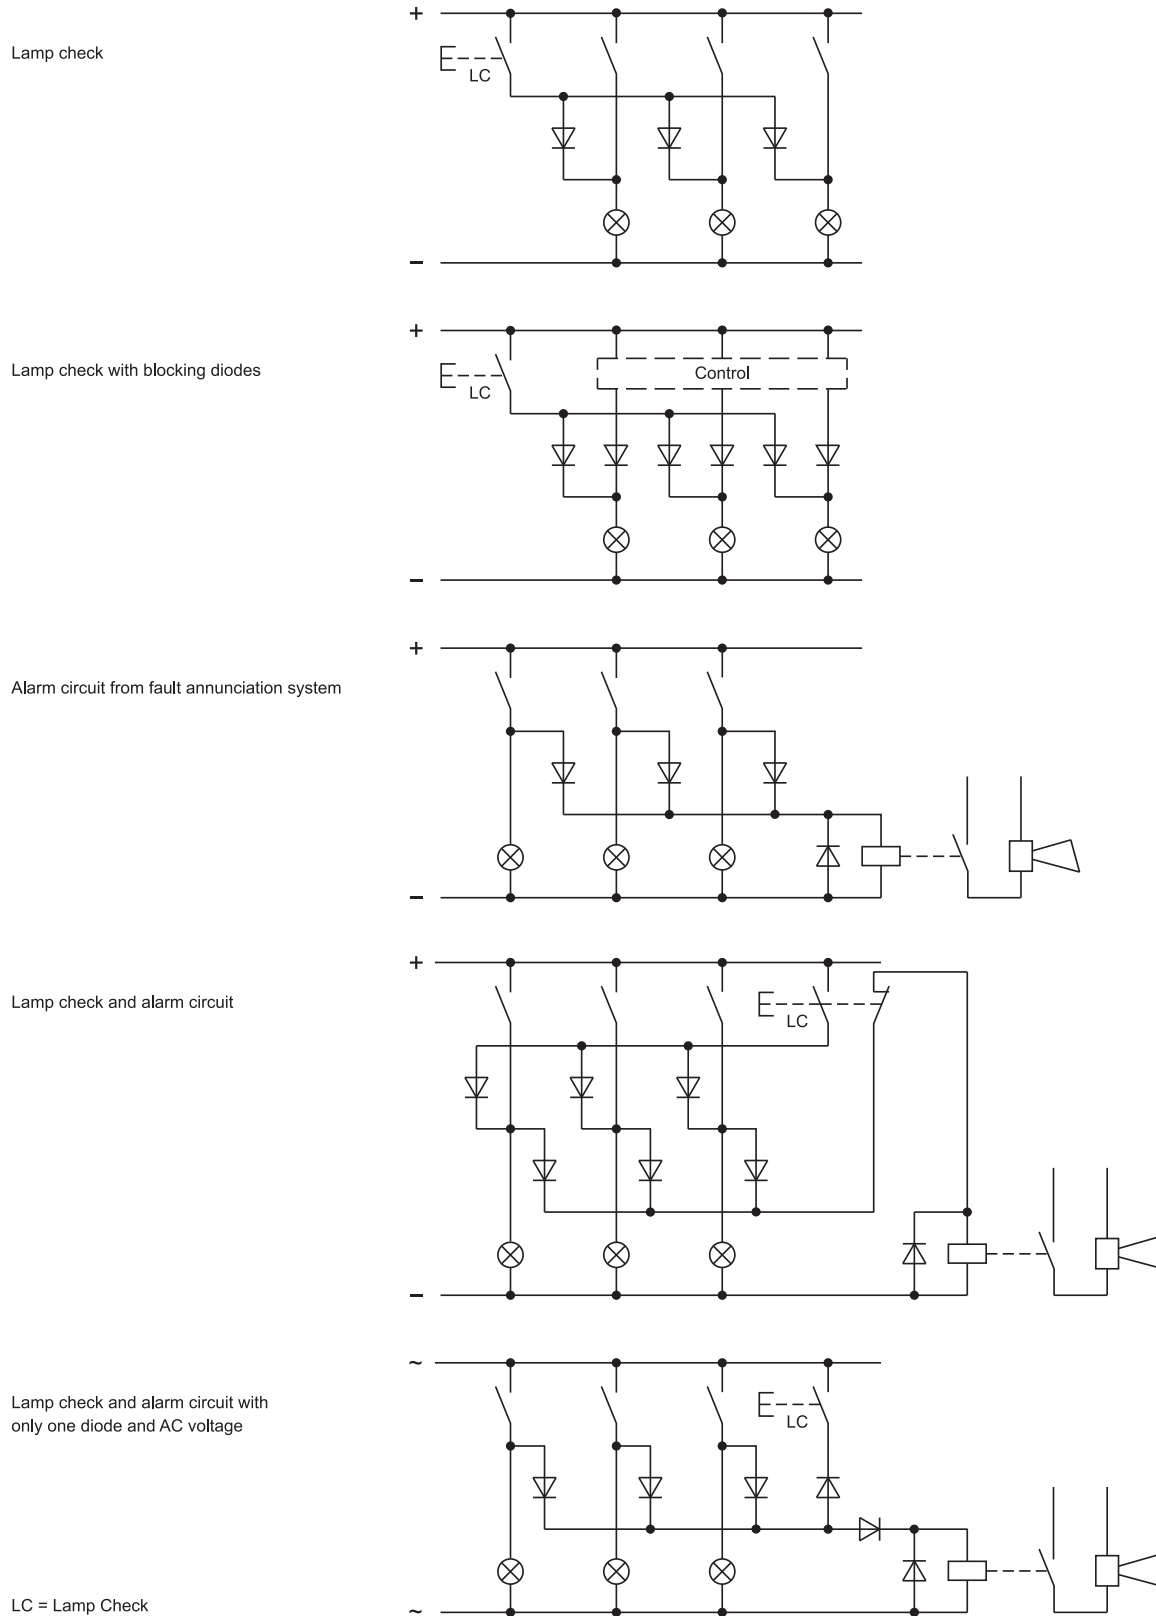 +
Lamp check
LC
−
+
Lamp check with blocking diodes
Control
LC
−
+
Alarm circuit from fault annunciation system
−
+
Lamp check and alarm circuit
LC
−
~
Lamp check and alarm circuit with
only one diode and AC voltage
LC
LC = Lamp Check
~